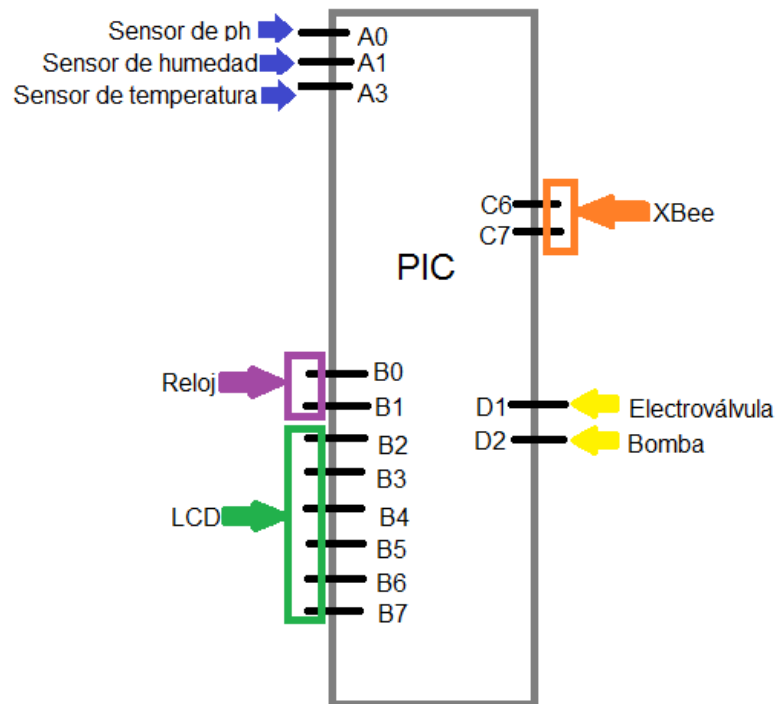 Sensor de ph
A0
Sensor de humedad
A1
Sensor de temperatura
A3
C6
XBee
C7
PIC
Reloj
B0
B1
D1
Electroválvula
B2
D2
Bomba
B3
LCD
B4
B5
B6
B7